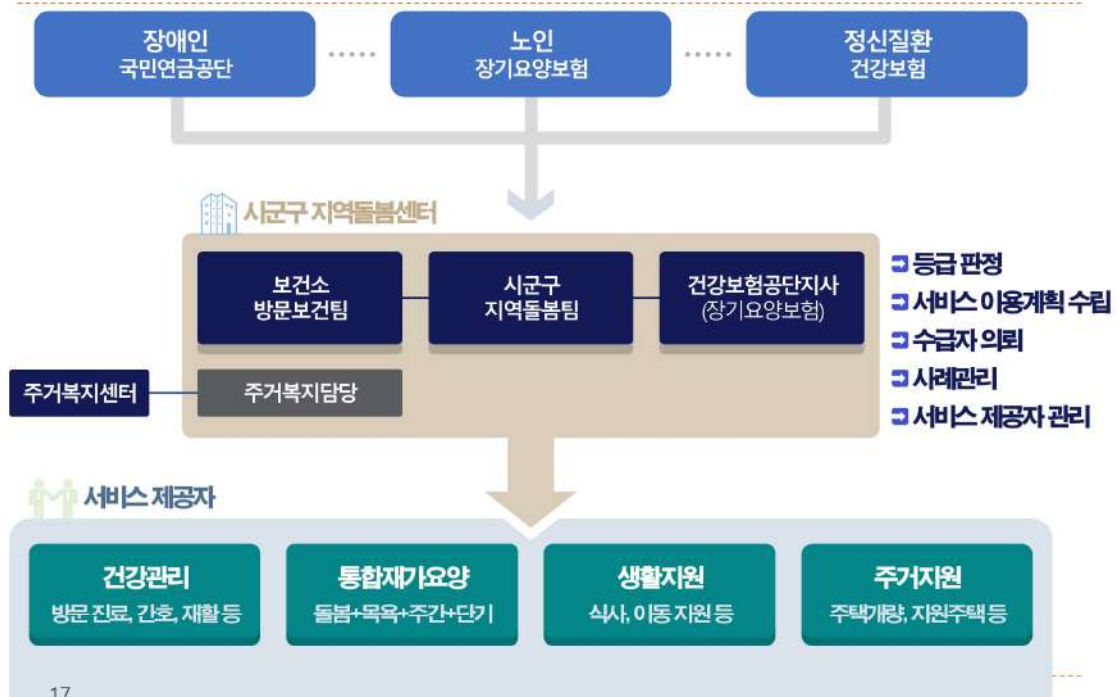 장애인
국민연금공단
노인
장기요양보험
정신질환
건강보험
시군구 지역돌봄센터
보건소
방문보건팀
시군구
지역돌봄팀
건강보험공단지사
(장기요양보험)
등급 판정
서비스 이용계획 수립
수급자 의뢰
사례관리
서비스 제공자 관리
주거복지센터
주거복지담당
서비스 제공자
건강관리
방문 진료, 간호, 재활 등
통합재가요양
돌봄+목욕+주간+단기
생활지원
식사, 이동 지원 등
주거지원
주택개량, 지원주택 등
17